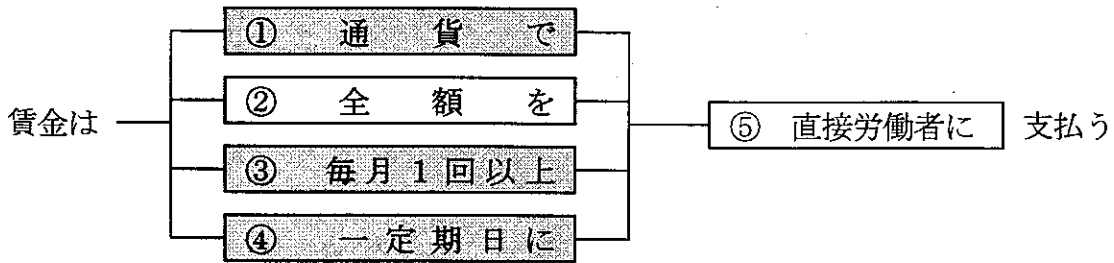 ① 通貨で
② 全額を
賃金は
⑤ 直接労働者に 支払う
③ 毎月1回以上
④ 一定期日に